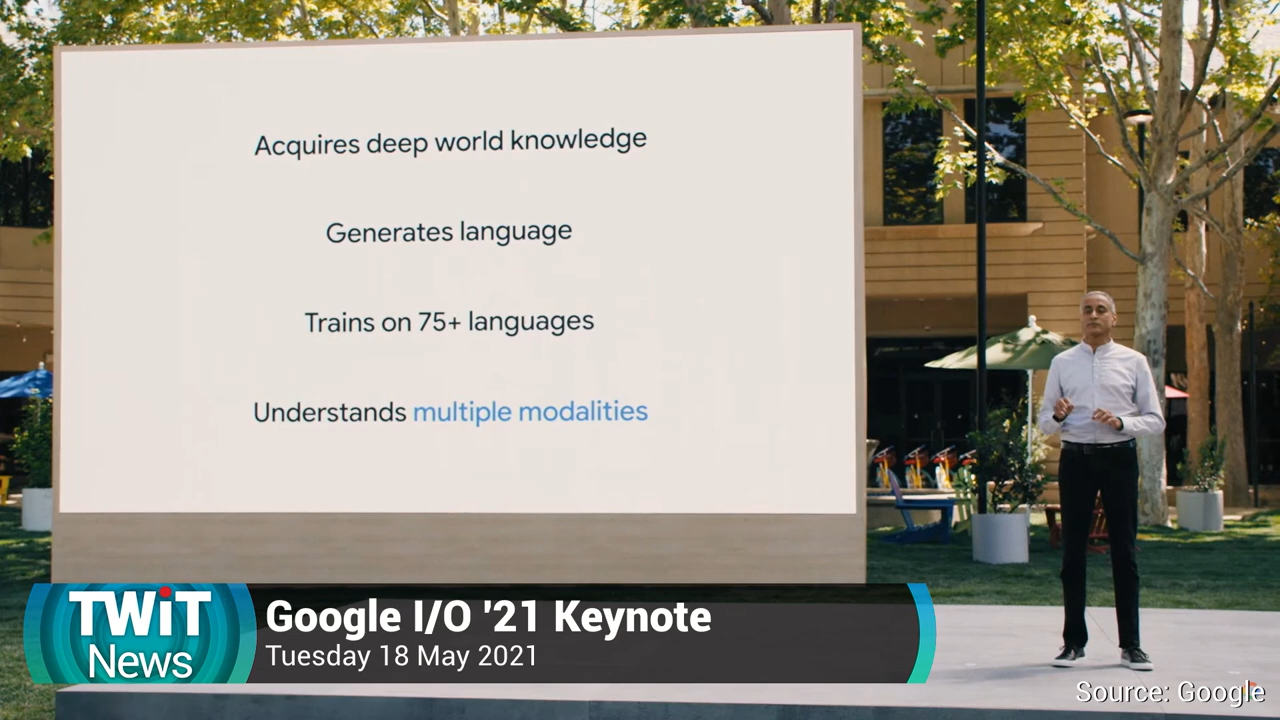 Acquires deep world knowledge
Generates language
Trains on 75+ languages
Understands multiple modalities
TWiT
News
Google I/O '21 Keynote
Tuesday 18 May 2021
Source: Google